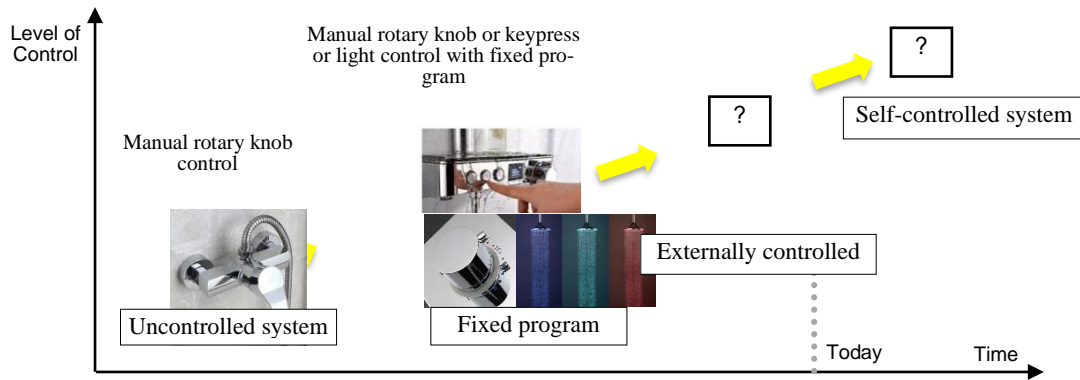 Level of
Control
Manual rotary knob
control
Uncontrolled system
Manual rotary knob or keypress
or light control with fixed pro-
gram
Fixed program
?
Externally controlled
?
Self-controlled system
Today
Time